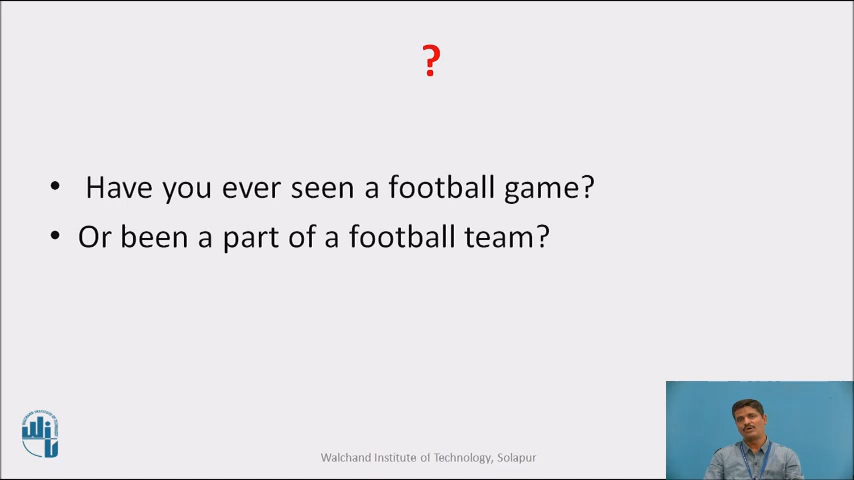 ?
• Have you ever seen a football game?
• Or been a part of a football team?
Walchand Institute of Technology, Solapur